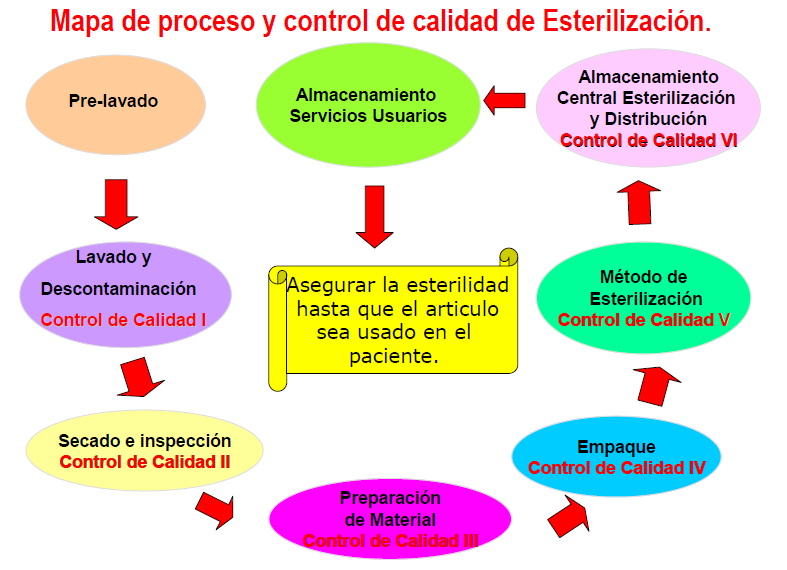 Mapa de proceso y control de calidad de Esterilización.
Pre-lavado
Lavado y
Descontaminación
Control de Calidad I
Secado e inspección
Control de Calidad II
Preparación
de Material
Control de Calidad III
Empaque
Control de Calidad IV
Método de
Esterilización
Control de Calidad V
Almacenamiento
Central Esterilización
y Distribución
Control de Calidad VI
Almacenamiento
Servicios Usuarios
Asegurar la esterilidad
hasta que el articulo
sea usado en el
paciente.